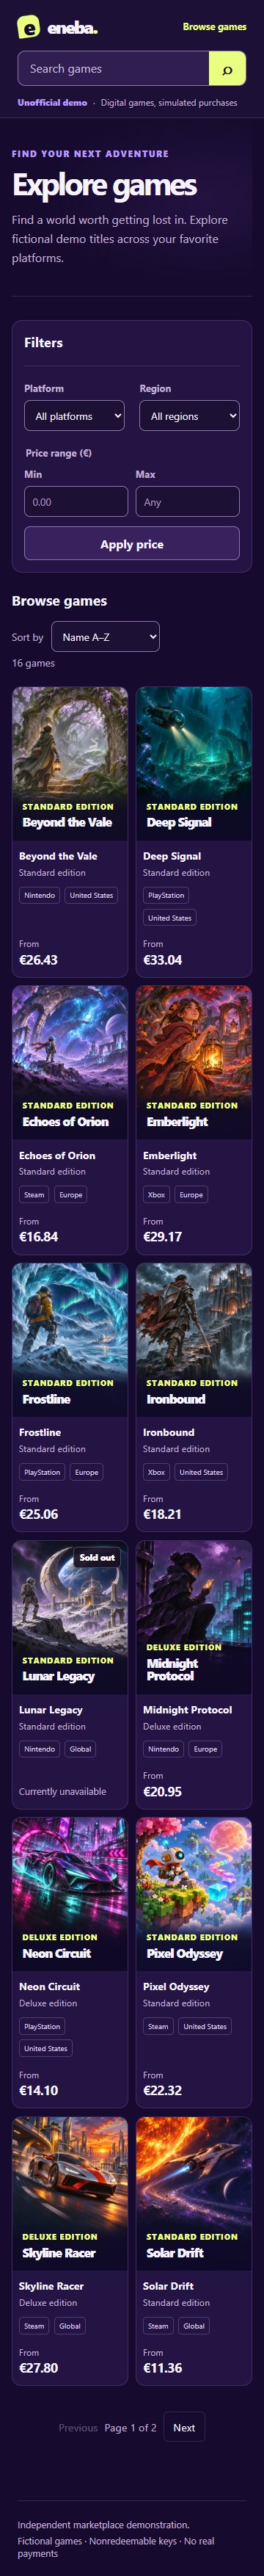 e eneba.
Browse games
Search games
Unofficial demo · Digital games, simulated purchases
FIND YOUR NEXT ADVENTURE
Explore games
Find a world worth getting lost in. Explore
fictional demo titles across your favorite
platforms.
Filters
Platform
Region
All platforms
All regions
Price range (€)
Min
Max
0.00
Any
Apply price
Browse games
Sort by
Name A–Z
16 games
STANDARD EDITION
Beyond the Vale
Beyond the Vale
Standard edition
Nintendo
United States
From
€26.43
STANDARD EDITION
Deep Signal
Deep Signal
Standard edition
PlayStation
United States
From
€33.04
STANDARD EDITION
Echoes of Orion
Echoes of Orion
Standard edition
Steam
Europe
From
€16.84
STANDARD EDITION
Emberlight
Emberlight
Standard edition
Xbox
Europe
From
€29.17
STANDARD EDITION
Frostline
Frostline
Standard edition
PlayStation
Europe
From
€25.06
STANDARD EDITION
Ironbound
Ironbound
Standard edition
Xbox
United States
From
€18.21
Sold out
STANDARD EDITION
Lunar Legacy
Lunar Legacy
Standard edition
Nintendo
Global
Currently unavailable
DELUXE EDITION
Midnight
Protocol
Midnight Protocol
Deluxe edition
Nintendo
Europe
From
€20.95
DELUXE EDITION
Neon Circuit
Neon Circuit
Deluxe edition
PlayStation
United States
From
€14.10
STANDARD EDITION
Pixel Odyssey
Pixel Odyssey
Standard edition
Steam
United States
From
€22.32
DELUXE EDITION
Skyline Racer
Skyline Racer
Deluxe edition
Steam
Global
From
€27.80
STANDARD EDITION
Solar Drift
Solar Drift
Standard edition
Steam
Global
From
€11.36
Previous
Page 1 of 2
Next
Independent marketplace demonstration.
Fictional games · Nonredeemable keys · No real
payments